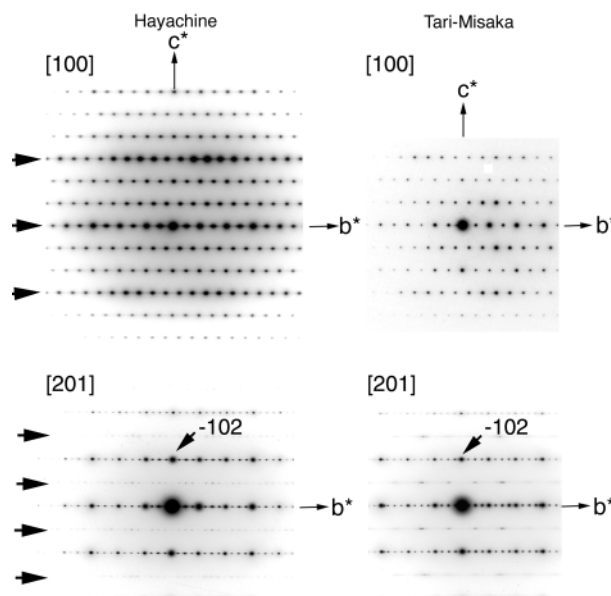 Hayachine
Tari-Misaka
c*
[100]
[100]
c*
b*
b*
[201]
[201]
-102
-102
b*
b*